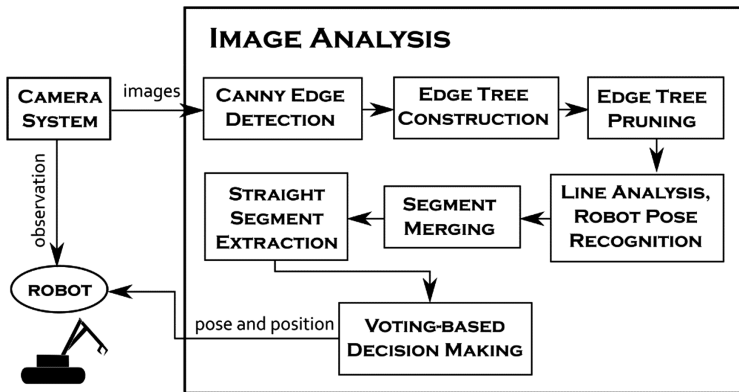 IMAGE ANALYSIS
CAMERA
SYSTEM
images
CANNY EDGE
DETECTION
EDGE TREE
CONSTRUCTION
EDGE TREE
PRUNING
LINE ANALYSIS,
ROBOT POSE
RECOGNITION
SEGMENT
MERGING
STRAIGHT
SEGMENT
EXTRACTION
VOTING-BASED
DECISION MAKING
pose and position
observation
ROBOT